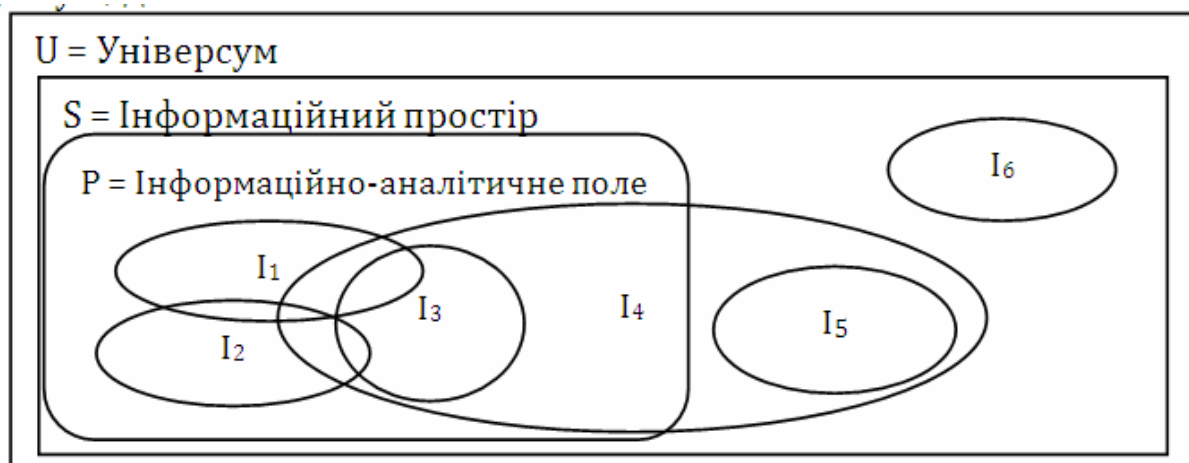 U = Універсум
S = Інформаційний простір
P = Інформаційно-аналітичне поле
I₆
I₁
I₃
I₄
I₅
I₂